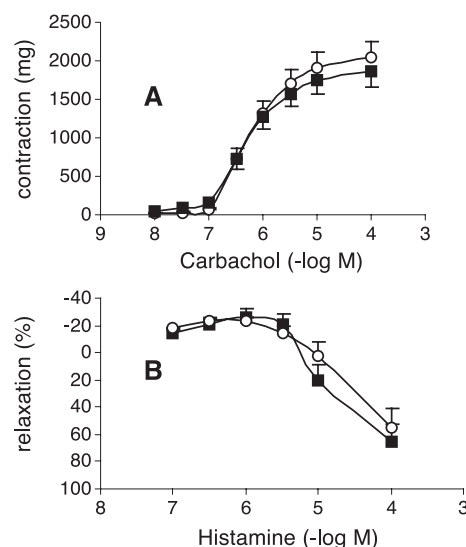 2500
2000
1500
1000
500
0
contraction (mg)
A
9 8 7 6 5 4 3
Carbachol (-log M)
-40
-20
0
20
40
60
80
100
relaxation (%)
B
8 7 6 5 4 3
Histamine (-log M)